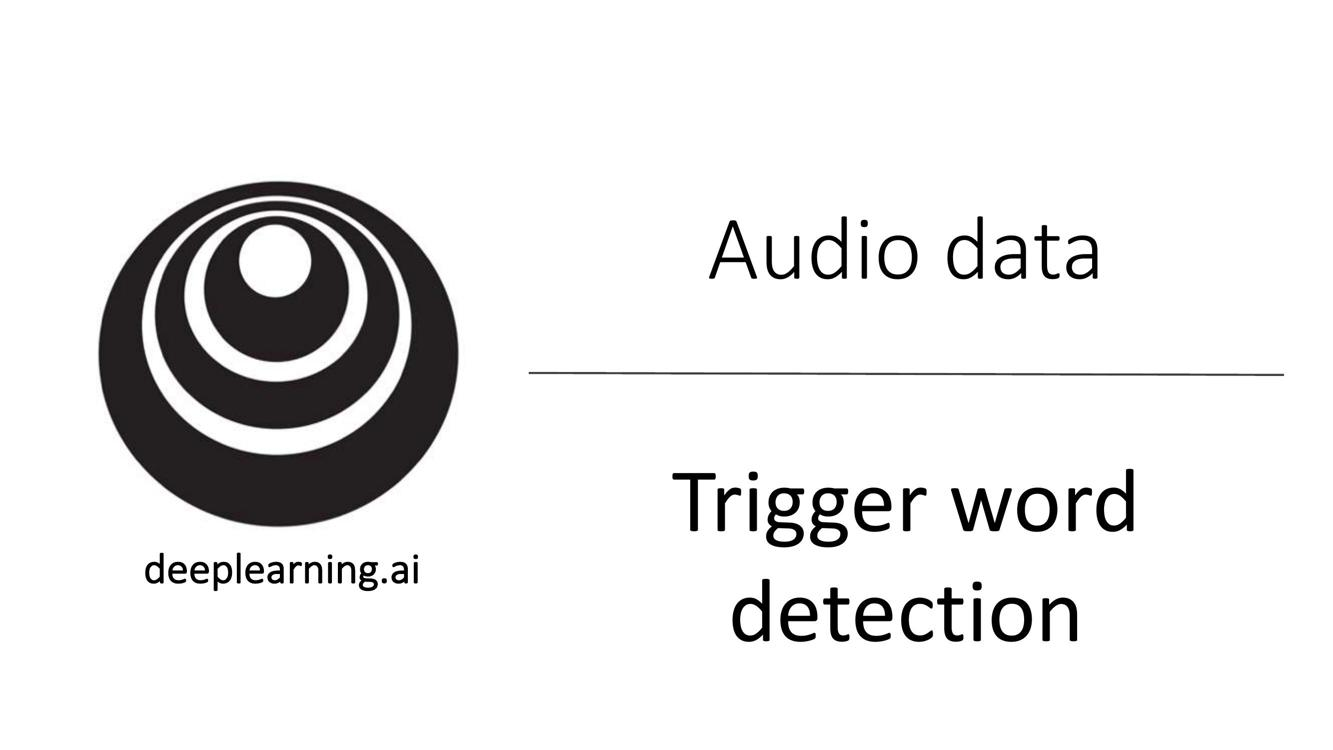 Audio data
Trigger word
detection
deeplearning.ai